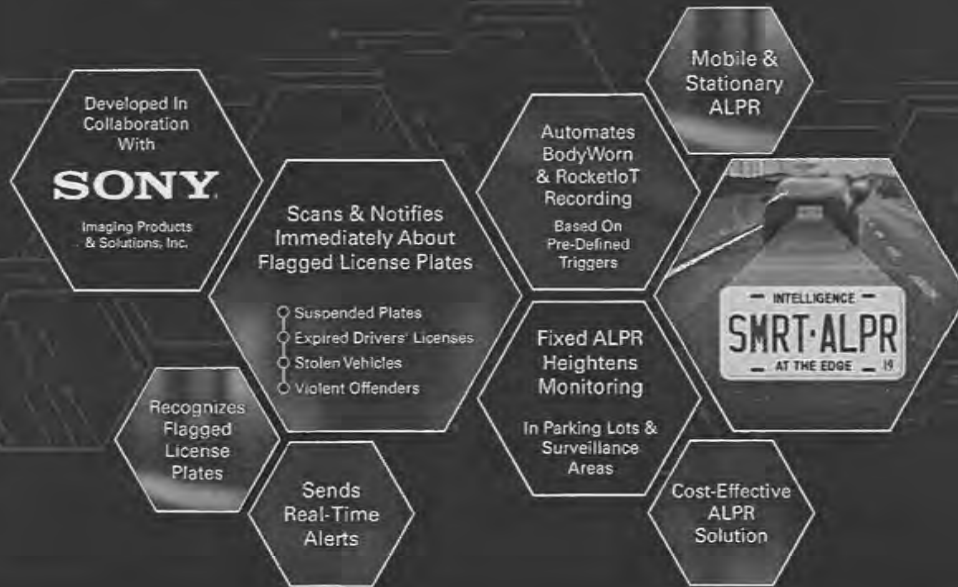 Developed In
Collaboration
With
SONY
Imaging Products
& Solutions, Inc.
Scans & Notifies
Immediately About
Flagged License Plates
Suspended Plates
Expired Drivers' Licenses
Stolen Vehicles
Violent Offenders
Recognizes
Flagged
License
Plates
Sends
Real-Time
Alerts
Automates
BodyWorn
& RocketIoT
Recording
Based On
Pre-Defined
Triggers
Mobile &
Stationary
ALPR
INTELLIGENCE
SMRT·ALPR
AT THE EDGE 19
Fixed ALPR
Heightens
Monitoring
In Parking Lots &
Surveillance
Areas
Cost-Effective
ALPR
Solution